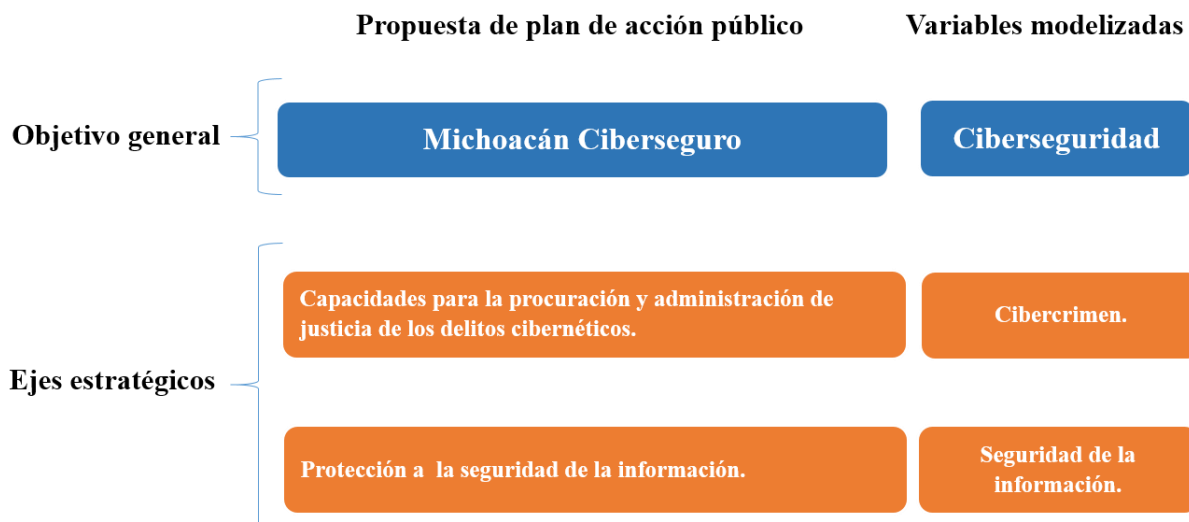 Propuesta de plan de acción público
Variables modelizadas
Objetivo general
Michoacán Ciberseguro
Ciberseguridad
Ejes estratégicos
Capacidades para la procuración y administración de
justicia de los delitos cibernéticos.
Cibercrimen.
Protección a la seguridad de la información.
Seguridad de la
información.